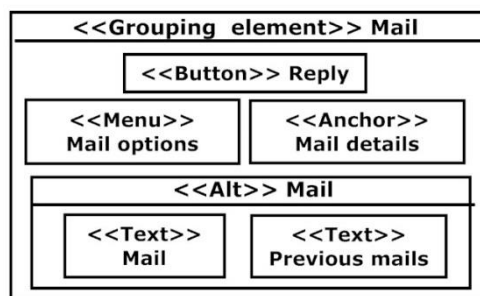 <<Grouping element>> Mail
<<Button>> Reply
<<Menu>>
Mail options
<<Anchor>>
Mail details
<<Alt>> Mail
<<Text>>
Mail
<<Text>>
Previous mails